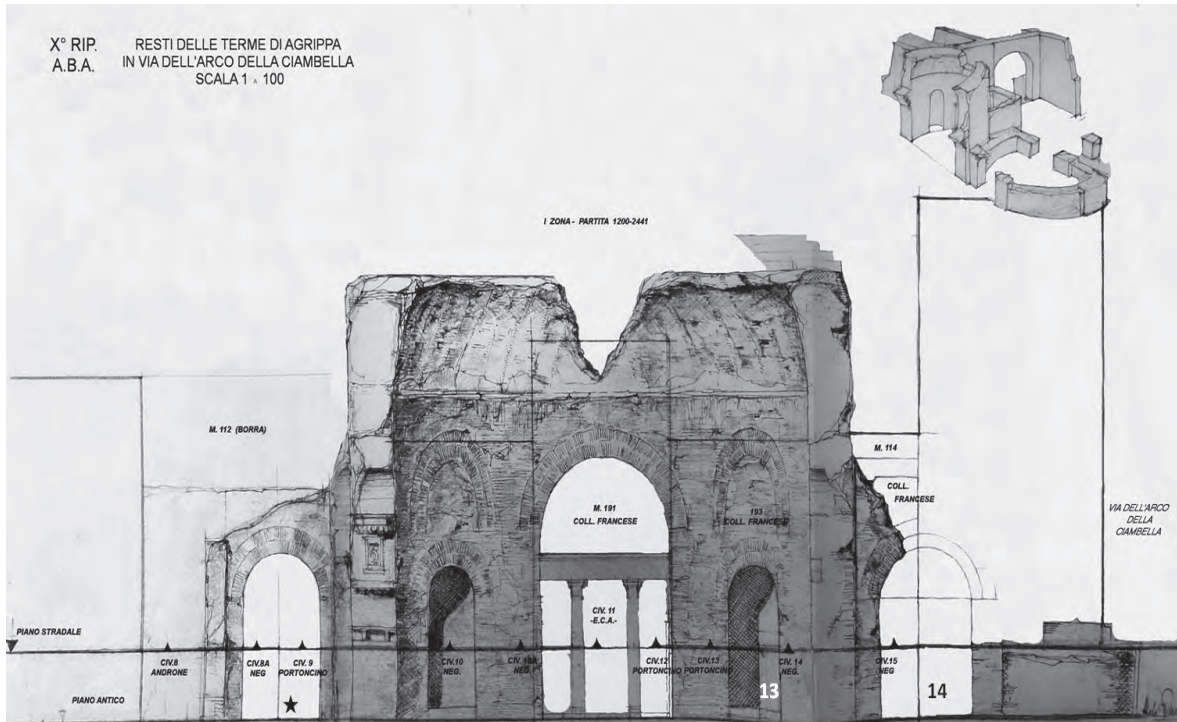 X° RIP.
A.B.A.
RESTI DELLE TERME DI AGRIPPA
IN VIA DELL'ARCO DELLA CIAMBELLA
SCALA 1 A 100
I ZONA - PARTITA 1200-2441
M. 112 (BORRA)
M. 114
COLL.
FRANCESE
M. 191
COLL. FRANCESE
193
COLL. FRANCESE
VIA DELL'ARCO
DELLA
CIAMBELLA
CIV. 11
-E.C.A.-
PIANO STRADALE
CIV.8
ANDRONE
CIV.8A
NEG
CIV. 9
PORTONCINO
CIV.10
NEG.
NEG.
CIV.12
PORTONCINO
CIV.13
PORTONCINO
CIV. 14
NEG.
CIV.15
NEG
PIANO ANTICO
13
14